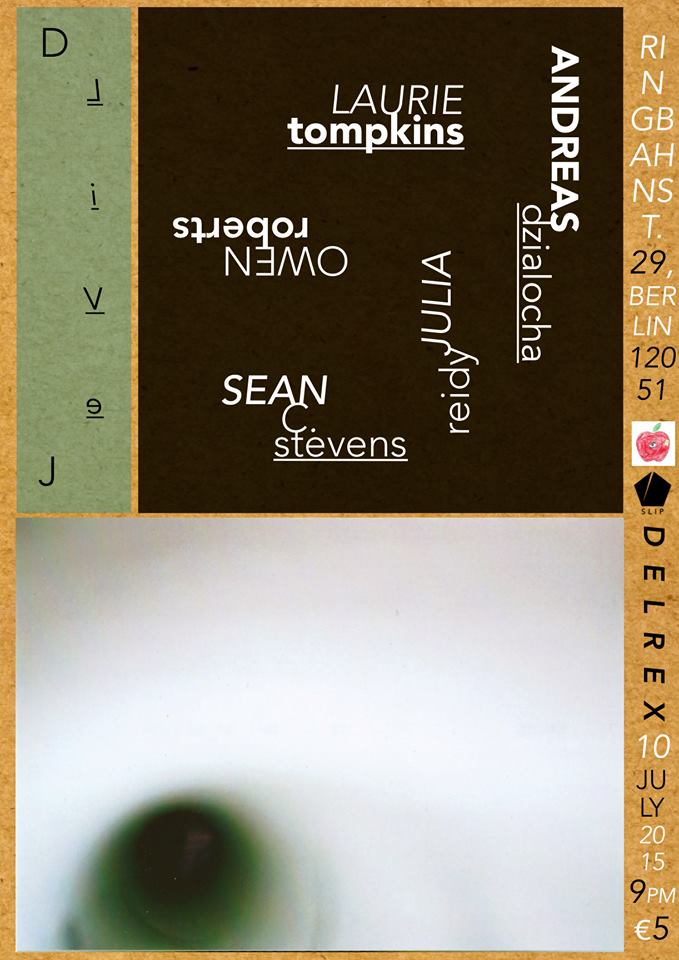 D
L
i
V
e
J
LAURIE
tompkins
ANDREAS
dzialocha
OWEN
roberts
JULIA
reidy
SEAN
C.
stevens
RI
N
GB
AH
NS
T.
29,
BER
LIN
120
51
SLIP
DELREX
10
JU
LY
20
15
9PM
€5